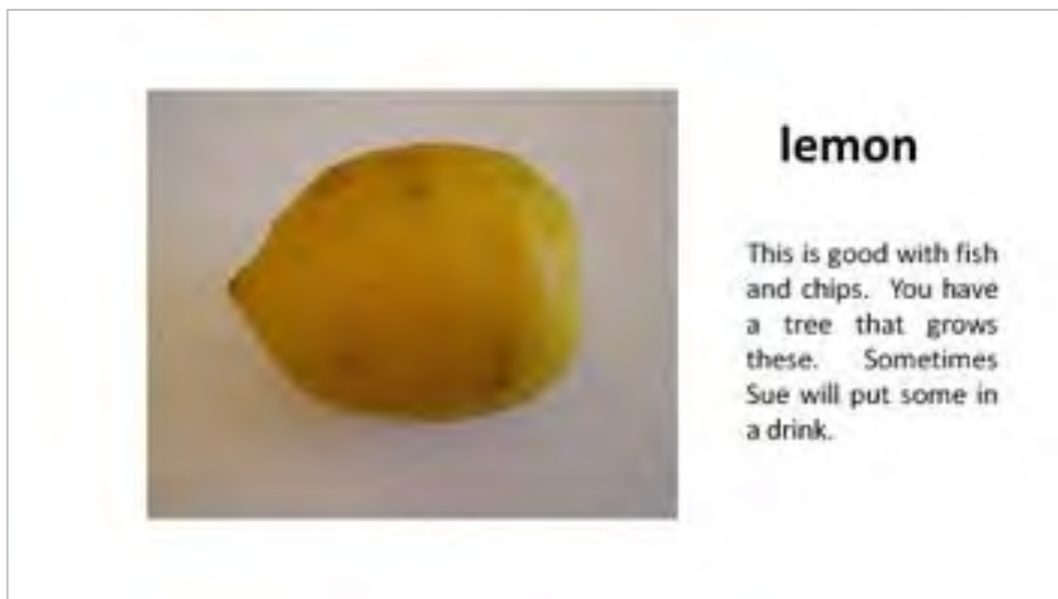 lemon
This is good with fish
and chips. You have
a tree that grows
these. Sometimes
Sue will put some in
a drink.